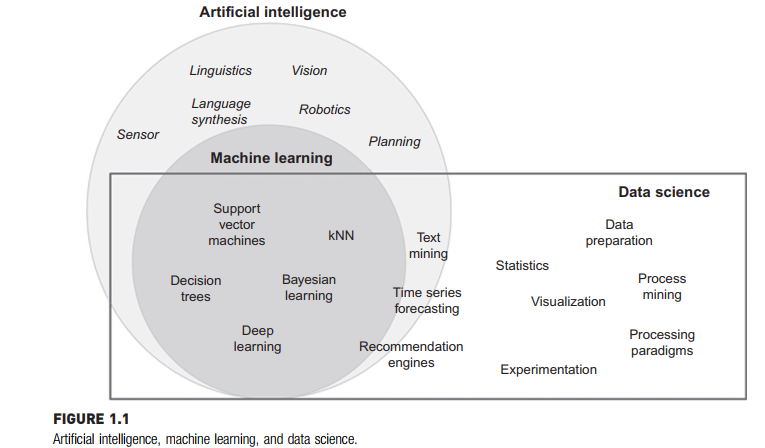 Artificial intelligence
Linguistics
Vision
Language
synthesis
Robotics
Sensor
Planning
Machine learning
Data science
Support
vector
machines
kNN
Text
mining
Data
preparation
Statistics
Decision
trees
Bayesian
learning
Time series
forecasting
Visualization
Process
mining
Deep
learning
Recommendation
engines
Experimentation
Processing
paradigms
FIGURE 1.1
Artificial intelligence, machine learning, and data science.